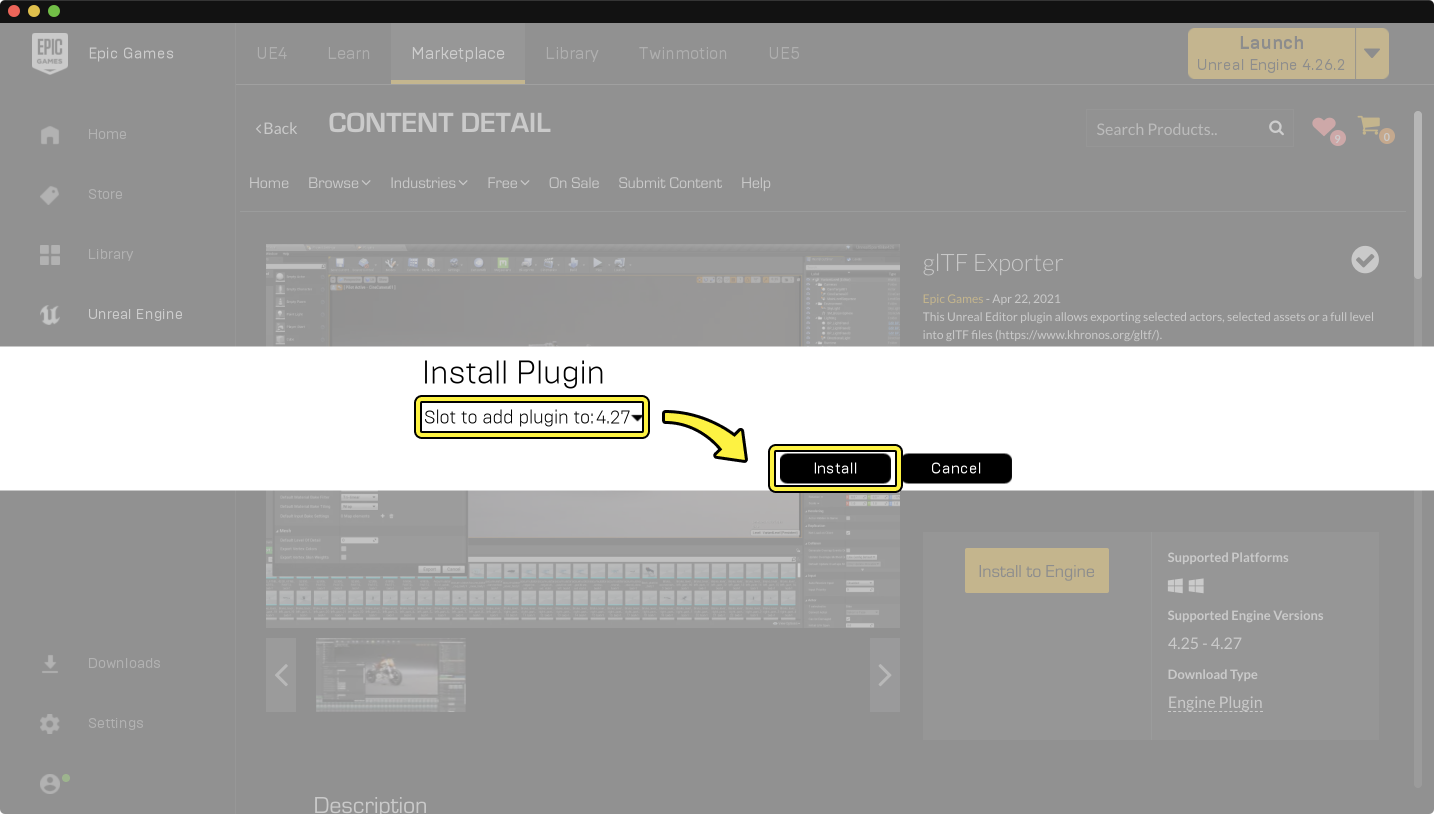 EPIC GAMES
Epic Games
UE4
Learn
Marketplace
Library
Twinmotion
UE5
Launch
Unreal Engine 4.26.2
Home
Store
Library
Unreal Engine
Back
CONTENT DETAIL
Search Products..
9
0
Home
Browse
Industries
Free
On Sale
Submit Content
Help
glTF Exporter
Epic Games - Apr 22, 2021
This Unreal Editor plugin allows exporting selected actors, selected assets or a full level
into glTF files (https://www.khronos.org/gltf/).
Install Plugin
Slot to add plugin to: 4.27
Install
Cancel
Install to Engine
Supported Platforms
Supported Engine Versions
4.25 - 4.27
Download Type
Engine Plugin
Downloads
Settings
Description